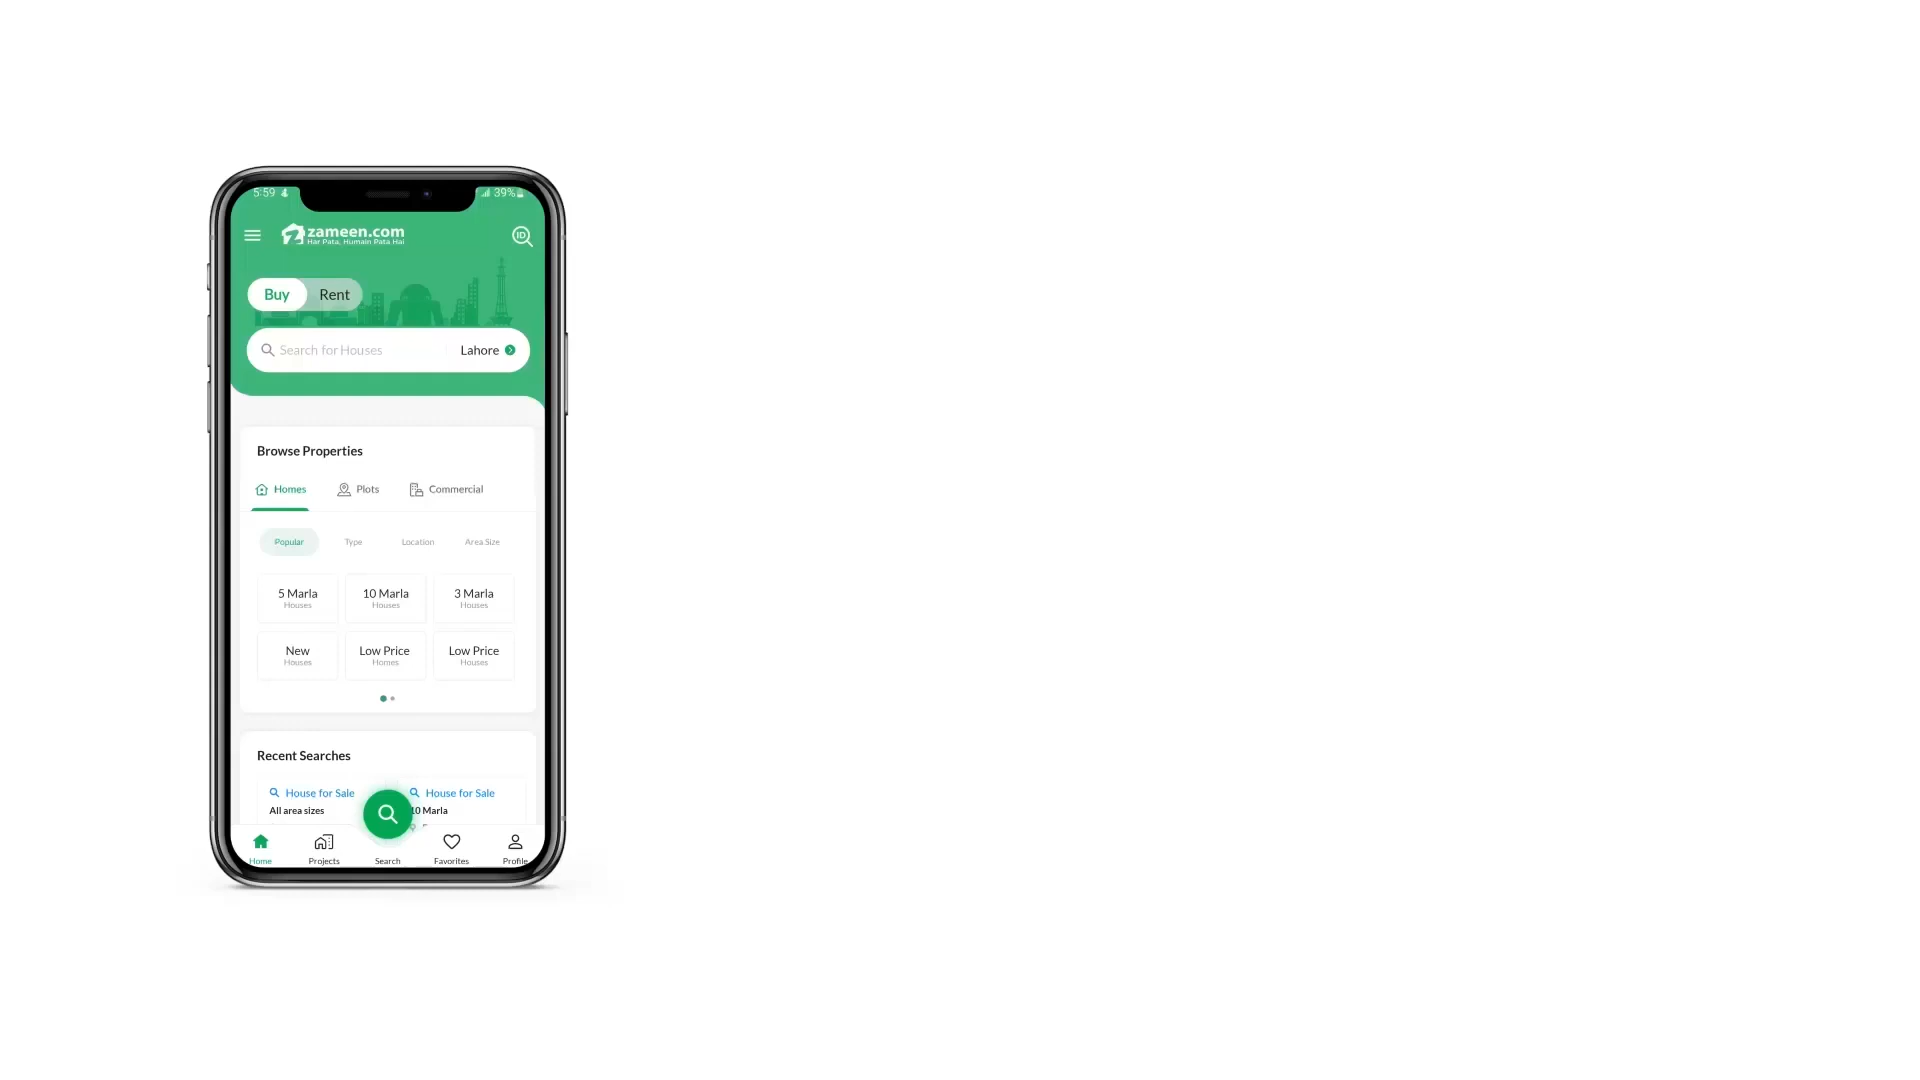 5:59
39%
zameen.com
Har Pata, Humain Pata Hai
ID
Buy Rent
Search for Houses Lahore
Browse Properties
Homes Plots Commercial
Popular Type Location Area Size
5 Marla 10 Marla 3 Marla
Houses Houses Houses
New Low Price Low Price
Houses Homes Houses
Recent Searches
House for Sale House for Sale
All area sizes 10 Marla
Home Projects Search Favorites Profile